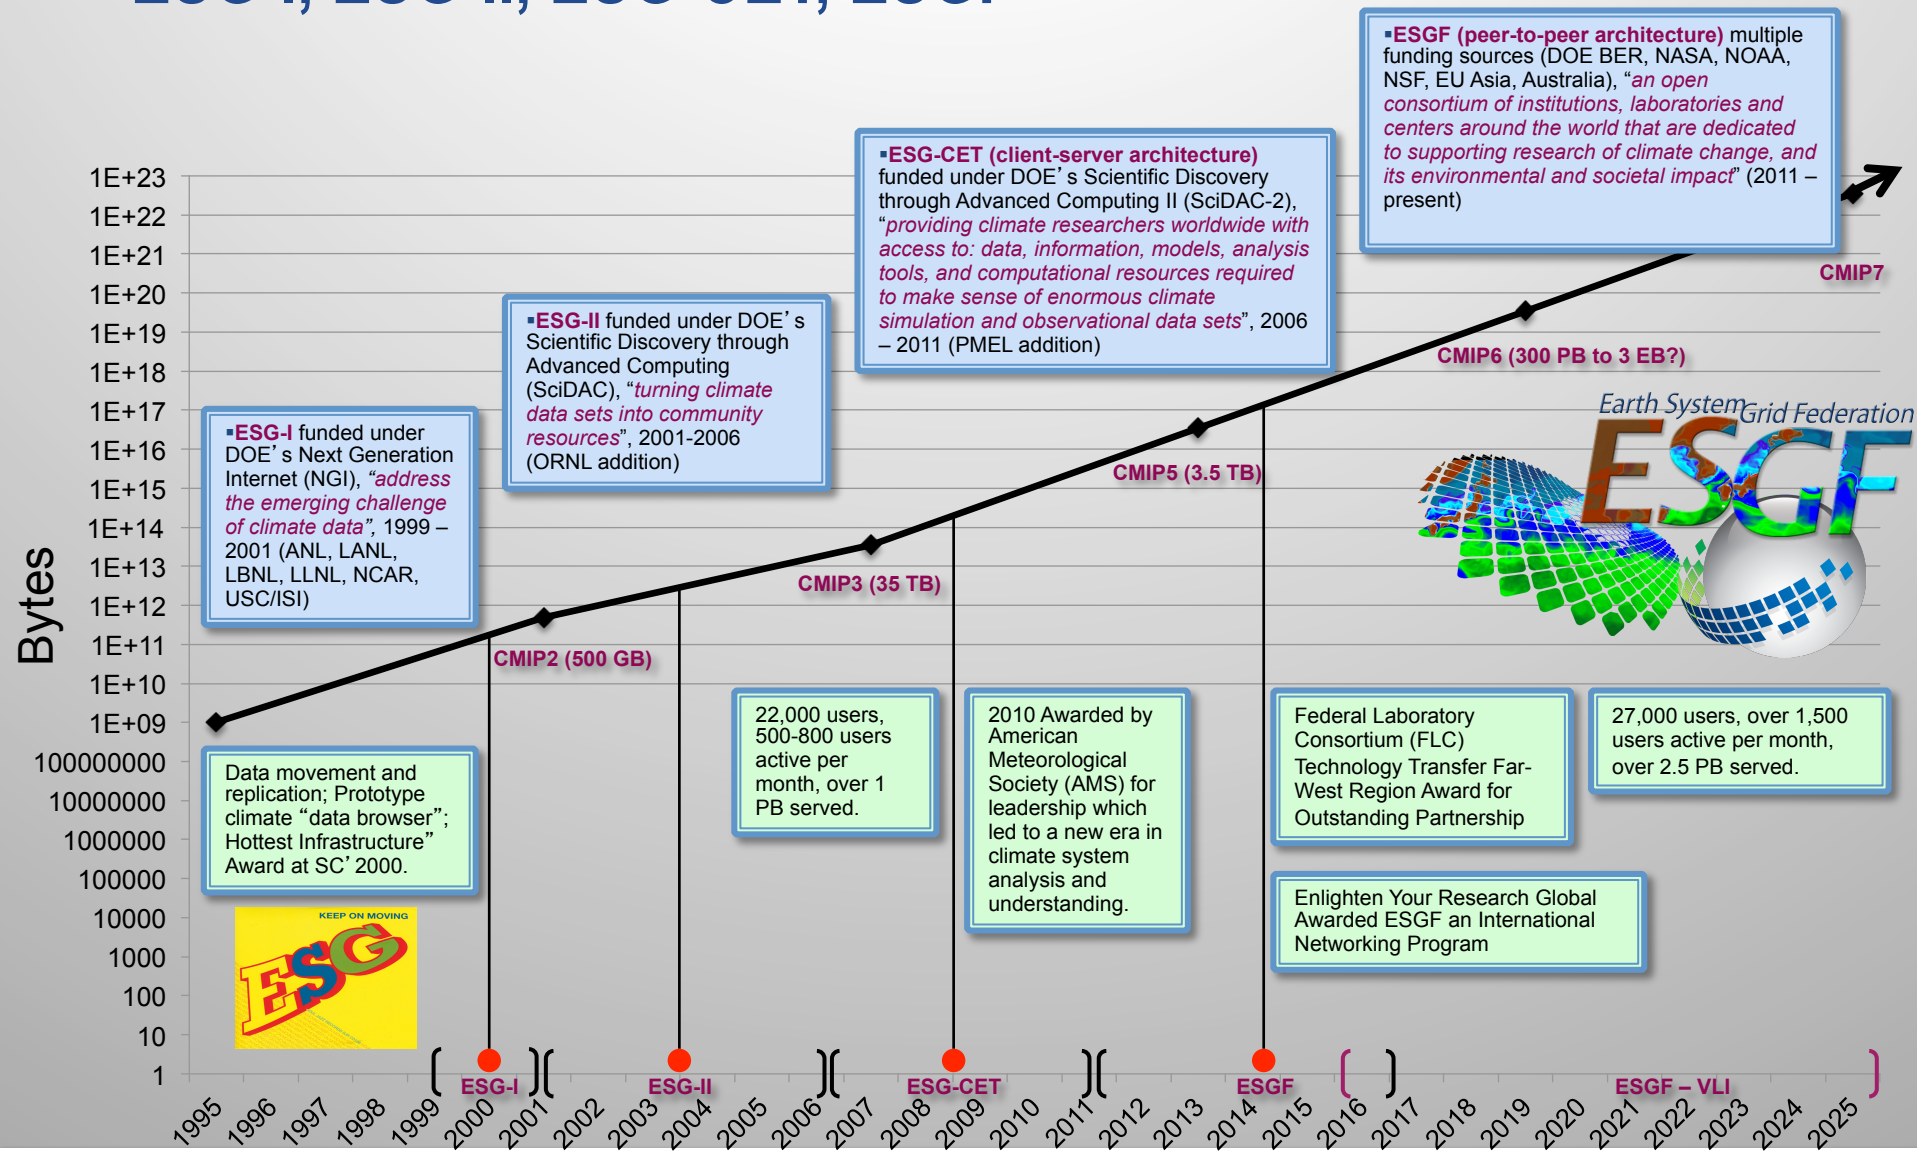 ESG-I, ESG-II, ESG-CET, ESGF
▪ESGF (peer-to-peer architecture) multiple
funding sources (DOE BER, NASA, NOAA,
NSF, EU Asia, Australia), “an open
consortium of institutions, laboratories and
centers around the world that are dedicated
to supporting research of climate change, and
its environmental and societal impact” (2011 –
present)
▪ESG-CET (client-server architecture)
funded under DOE’s Scientific Discovery
through Advanced Computing II (SciDAC-2),
“providing climate researchers worldwide with
access to: data, information, models, analysis
tools, and computational resources required
to make sense of enormous climate
simulation and observational data sets”, 2006
– 2011 (PMEL addition)
▪ESG-II funded under DOE’s
Scientific Discovery through
Advanced Computing
(SciDAC), “turning climate
data sets into community
resources”, 2001-2006
(ORNL addition)
▪ESG-I funded under
DOE’s Next Generation
Internet (NGI), “address
the emerging challenge
of climate data”, 1999 –
2001 (ANL, LANL,
LBNL, LLNL, NCAR,
USC/ISI)
Bytes
1E+23
1E+22
1E+21
1E+20
1E+19
1E+18
1E+17
1E+16
1E+15
1E+14
1E+13
1E+12
1E+11
1E+10
1E+09
100000000
10000000
1000000
100000
10000
1000
100
10
1
CMIP2 (500 GB)
CMIP3 (35 TB)
CMIP5 (3.5 TB)
CMIP6 (300 PB to 3 EB?)
CMIP7
Earth System Grid Federation
ESGF
Data movement and
replication; Prototype
climate “data browser”;
Hottest Infrastructure”
Award at SC’2000.
22,000 users,
500-800 users
active per
month, over 1
PB served.
2010 Awarded by
American
Meteorological
Society (AMS) for
leadership which
led to a new era in
climate system
analysis and
understanding.
Federal Laboratory
Consortium (FLC)
Technology Transfer Far-
West Region Award for
Outstanding Partnership
27,000 users, over 1,500
users active per month,
over 2.5 PB served.
Enlighten Your Research Global
Awarded ESGF an International
Networking Program
KEEP ON MOVING
ESG
ESG-I
ESG-II
ESG-CET
ESGF
ESGF – VLI
1995
1996
1997
1998
1999
2000
2001
2002
2003
2004
2005
2006
2007
2008
2009
2010
2011
2012
2013
2014
2015
2016
2017
2018
2019
2020
2021
2022
2023
2024
2025